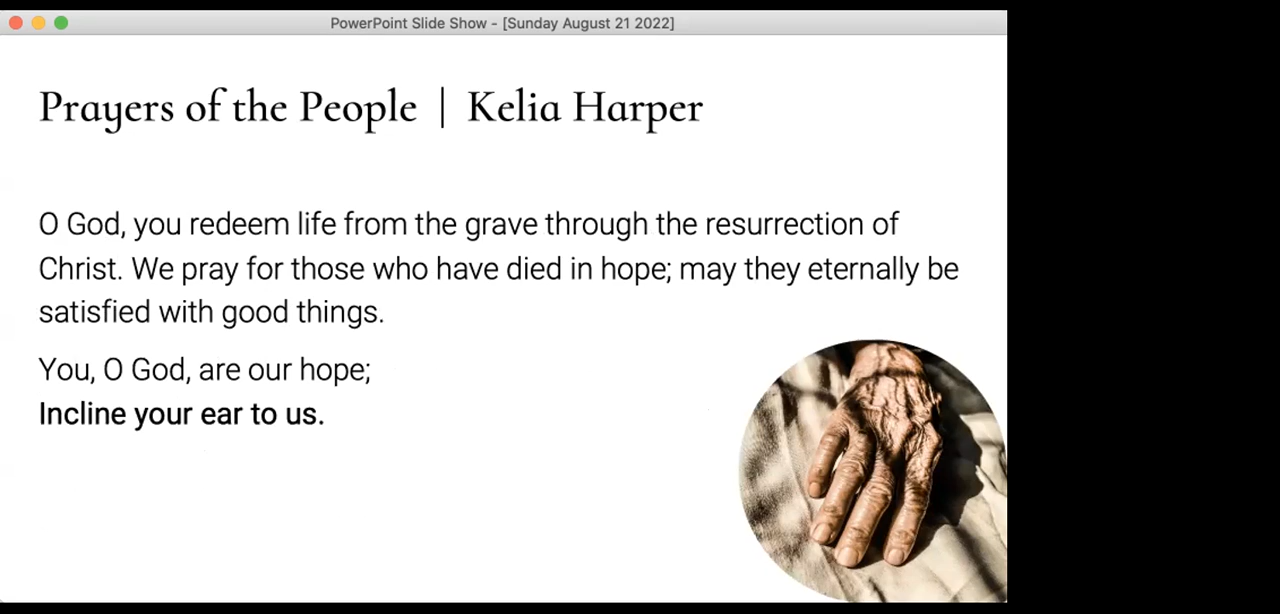 PowerPoint Slide Show - [Sunday August 21 2022]
Prayers of the People | Kelia Harper
O God, you redeem life from the grave through the resurrection of
Christ. We pray for those who have died in hope; may they eternally be
satisfied with good things.
You, O God, are our hope;
Incline your ear to us.